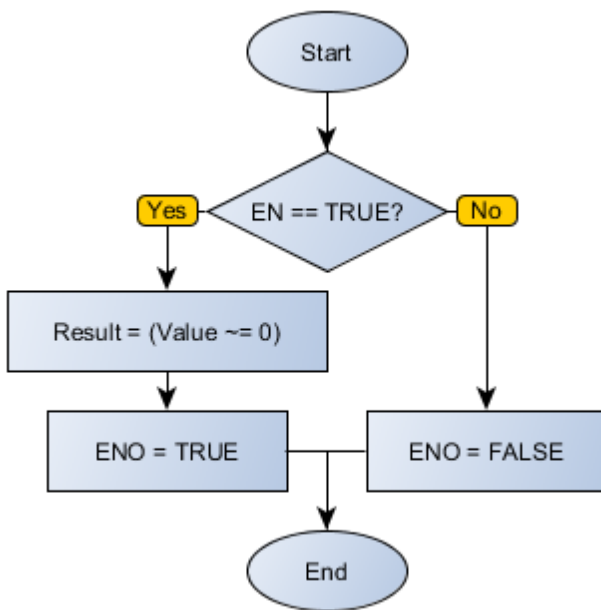 Start
EN == TRUE?
Yes
No
Result = (Value ~= 0)
ENO = TRUE
ENO = FALSE
End